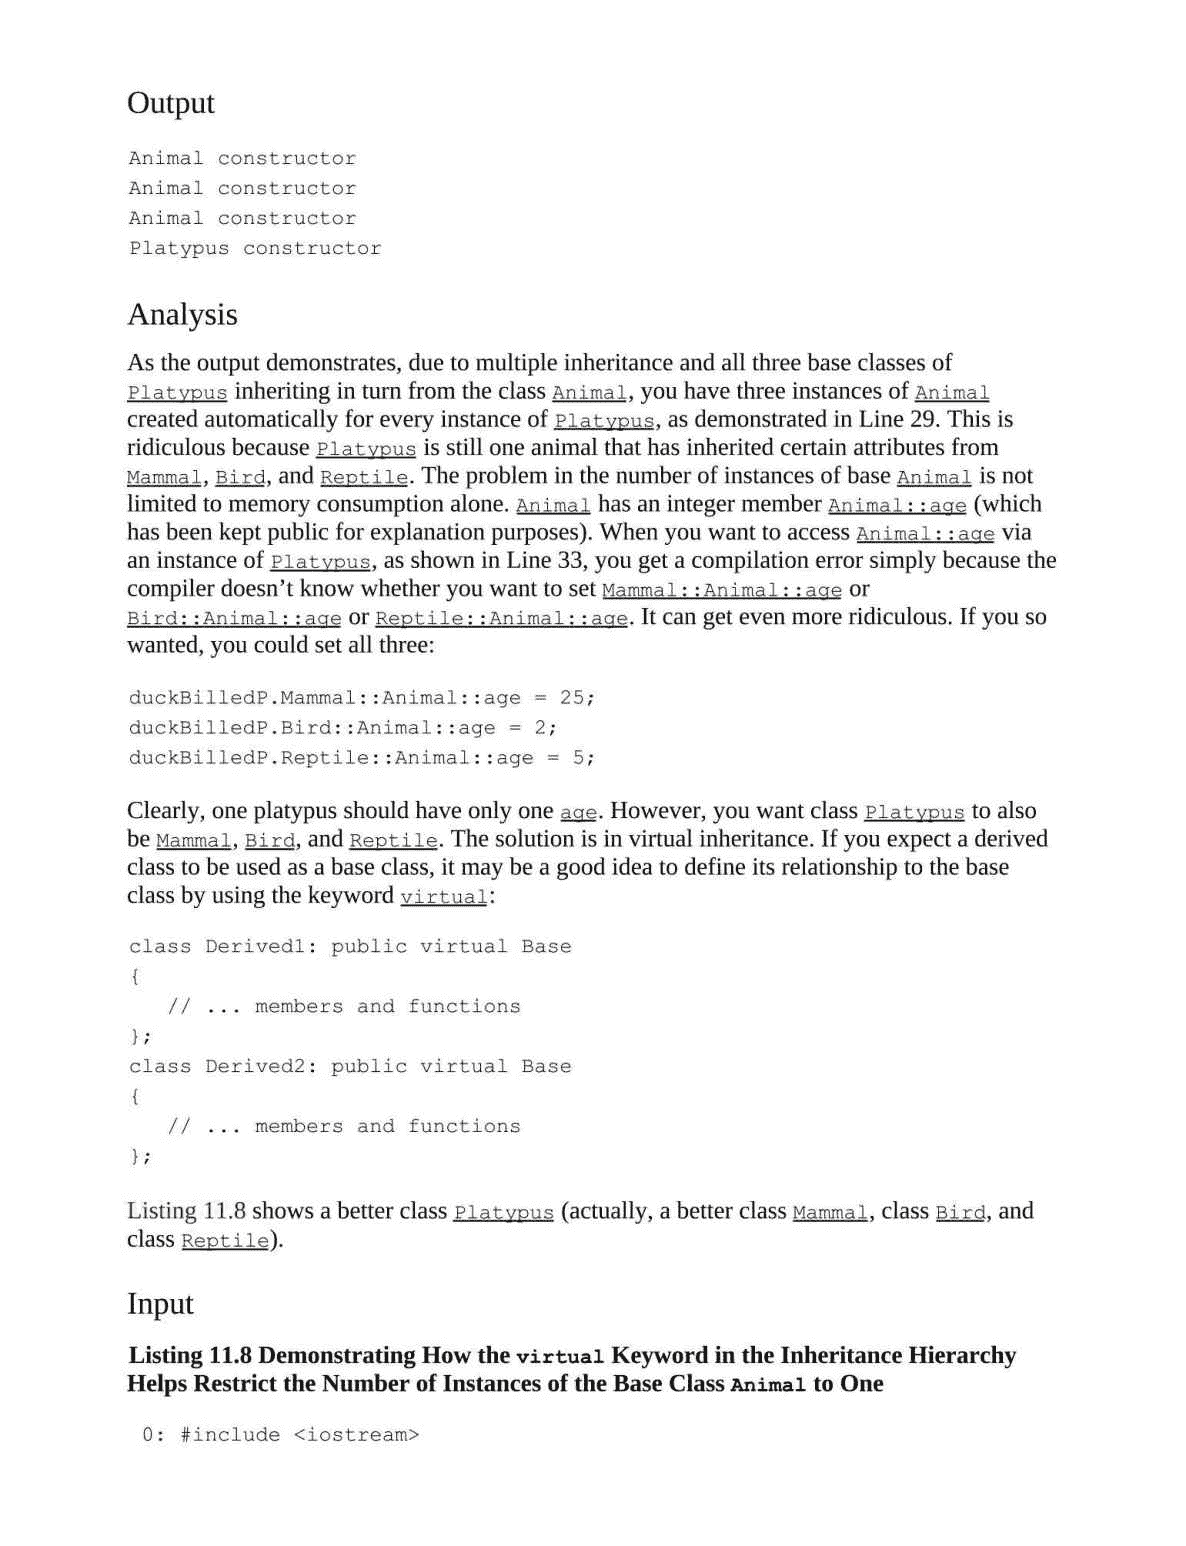 Output
Animal constructor
Animal constructor
Animal constructor
Platypus constructor
Analysis
As the output demonstrates, due to multiple inheritance and all three base classes of
Platypus inheriting in turn from the class Animal, you have three instances of Animal
created automatically for every instance of Platypus, as demonstrated in Line 29. This is
ridiculous because Platypus is still one animal that has inherited certain attributes from
Mammal, Bird, and Reptile. The problem in the number of instances of base Animal is not
limited to memory consumption alone. Animal has an integer member Animal::age (which
has been kept public for explanation purposes). When you want to access Animal::age via
an instance of Platypus, as shown in Line 33, you get a compilation error simply because the
compiler doesn’t know whether you want to set Mammal::Animal::age or
Bird::Animal::age or Reptile::Animal::age. It can get even more ridiculous. If you so
wanted, you could set all three:
duckBilledP.Mammal::Animal::age = 25;
duckBilledP.Bird::Animal::age = 2;
duckBilledP.Reptile::Animal::age = 5;
Clearly, one platypus should have only one age. However, you want class Platypus to also
be Mammal, Bird, and Reptile. The solution is in virtual inheritance. If you expect a derived
class to be used as a base class, it may be a good idea to define its relationship to the base
class by using the keyword virtual:
class Derived1: public virtual Base
{
   // ... members and functions
};
class Derived2: public virtual Base
{
   // ... members and functions
};
Listing 11.8 shows a better class Platypus (actually, a better class Mammal, class Bird, and
class Reptile).
Input
Listing 11.8 Demonstrating How the virtual Keyword in the Inheritance Hierarchy
Helps Restrict the Number of Instances of the Base Class Animal to One
0: #include <iostream>